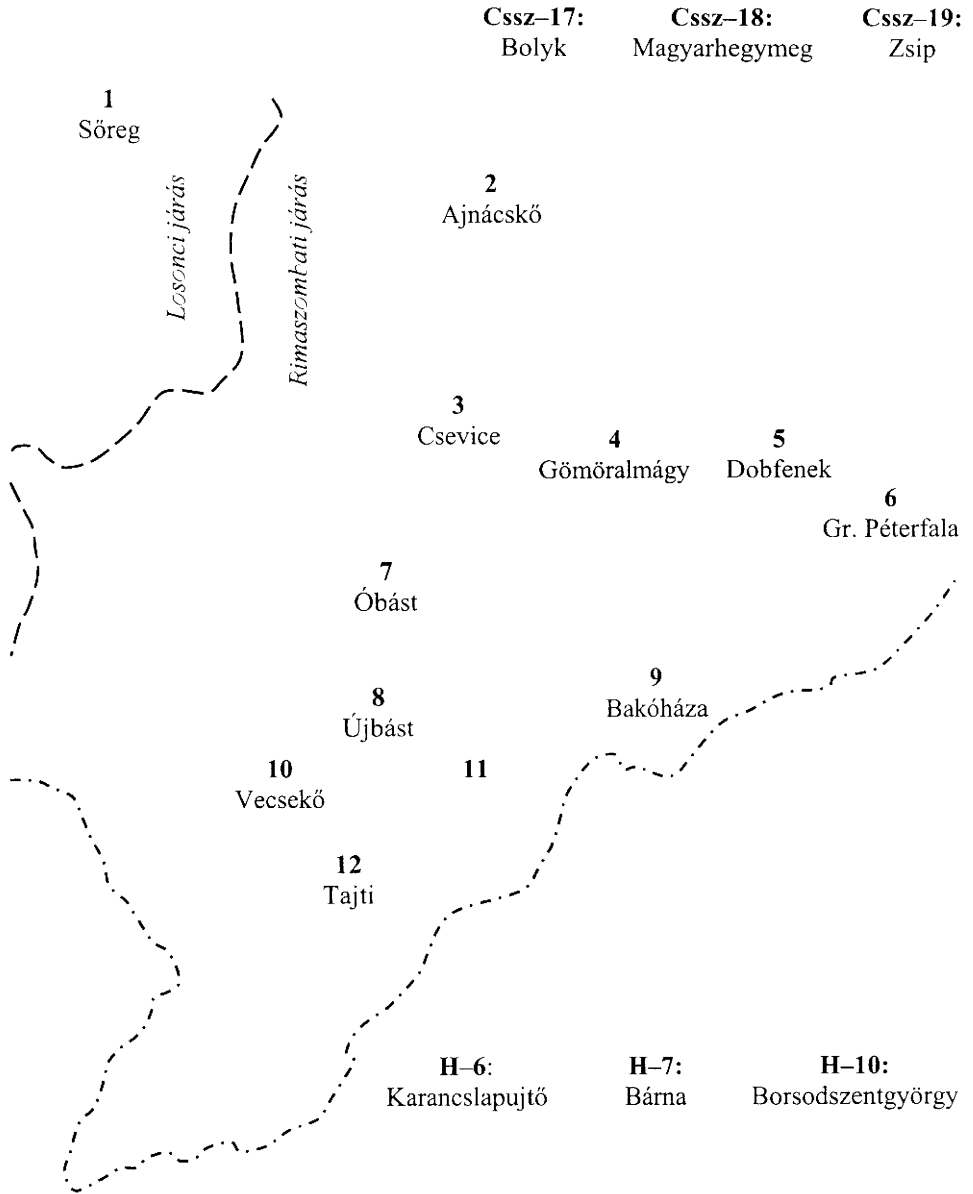 Cssz–17: Cssz–18: Cssz–19:
Bolyk Magyarhegymeg Zsip
1
Sőreg
Losonci járás
Rimaszombati járás
2
Ajnácskő
3
Csevice
4
Gömöralmágy
5
Dobfenek
6
Gr. Péterfala
7
Óbást
8
Újbást
9
Bakóháza
10
Vecsekő
11
12
Tajti
H–6: H–7: H–10:
Karancslapujtő Bárna Borsodszentgyörgy